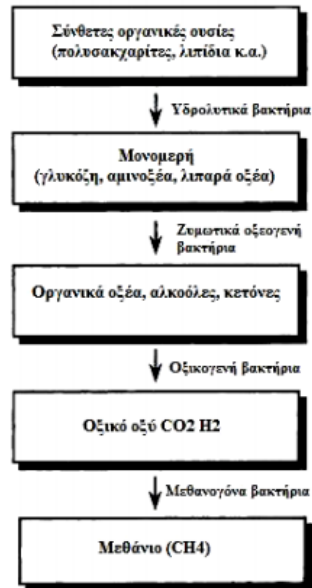 Σύνθετες οργανικές ουσίες
(πολυσακχαρίτες, λιπίδια κ.α.)
Υδρολυτικά βακτήρια
Μονομερή
(γλυκόζη, αμινοξέα, λιπαρά οξέα)
Ζυμωτικά οξεογενή
βακτήρια
Οργανικά οξέα, αλκοόλες, κετόνες
Οξικογενή βακτήρια
Οξικό οξύ CO2 H2
Μεθανογόνα βακτήρια
Μεθάνιο (CH4)